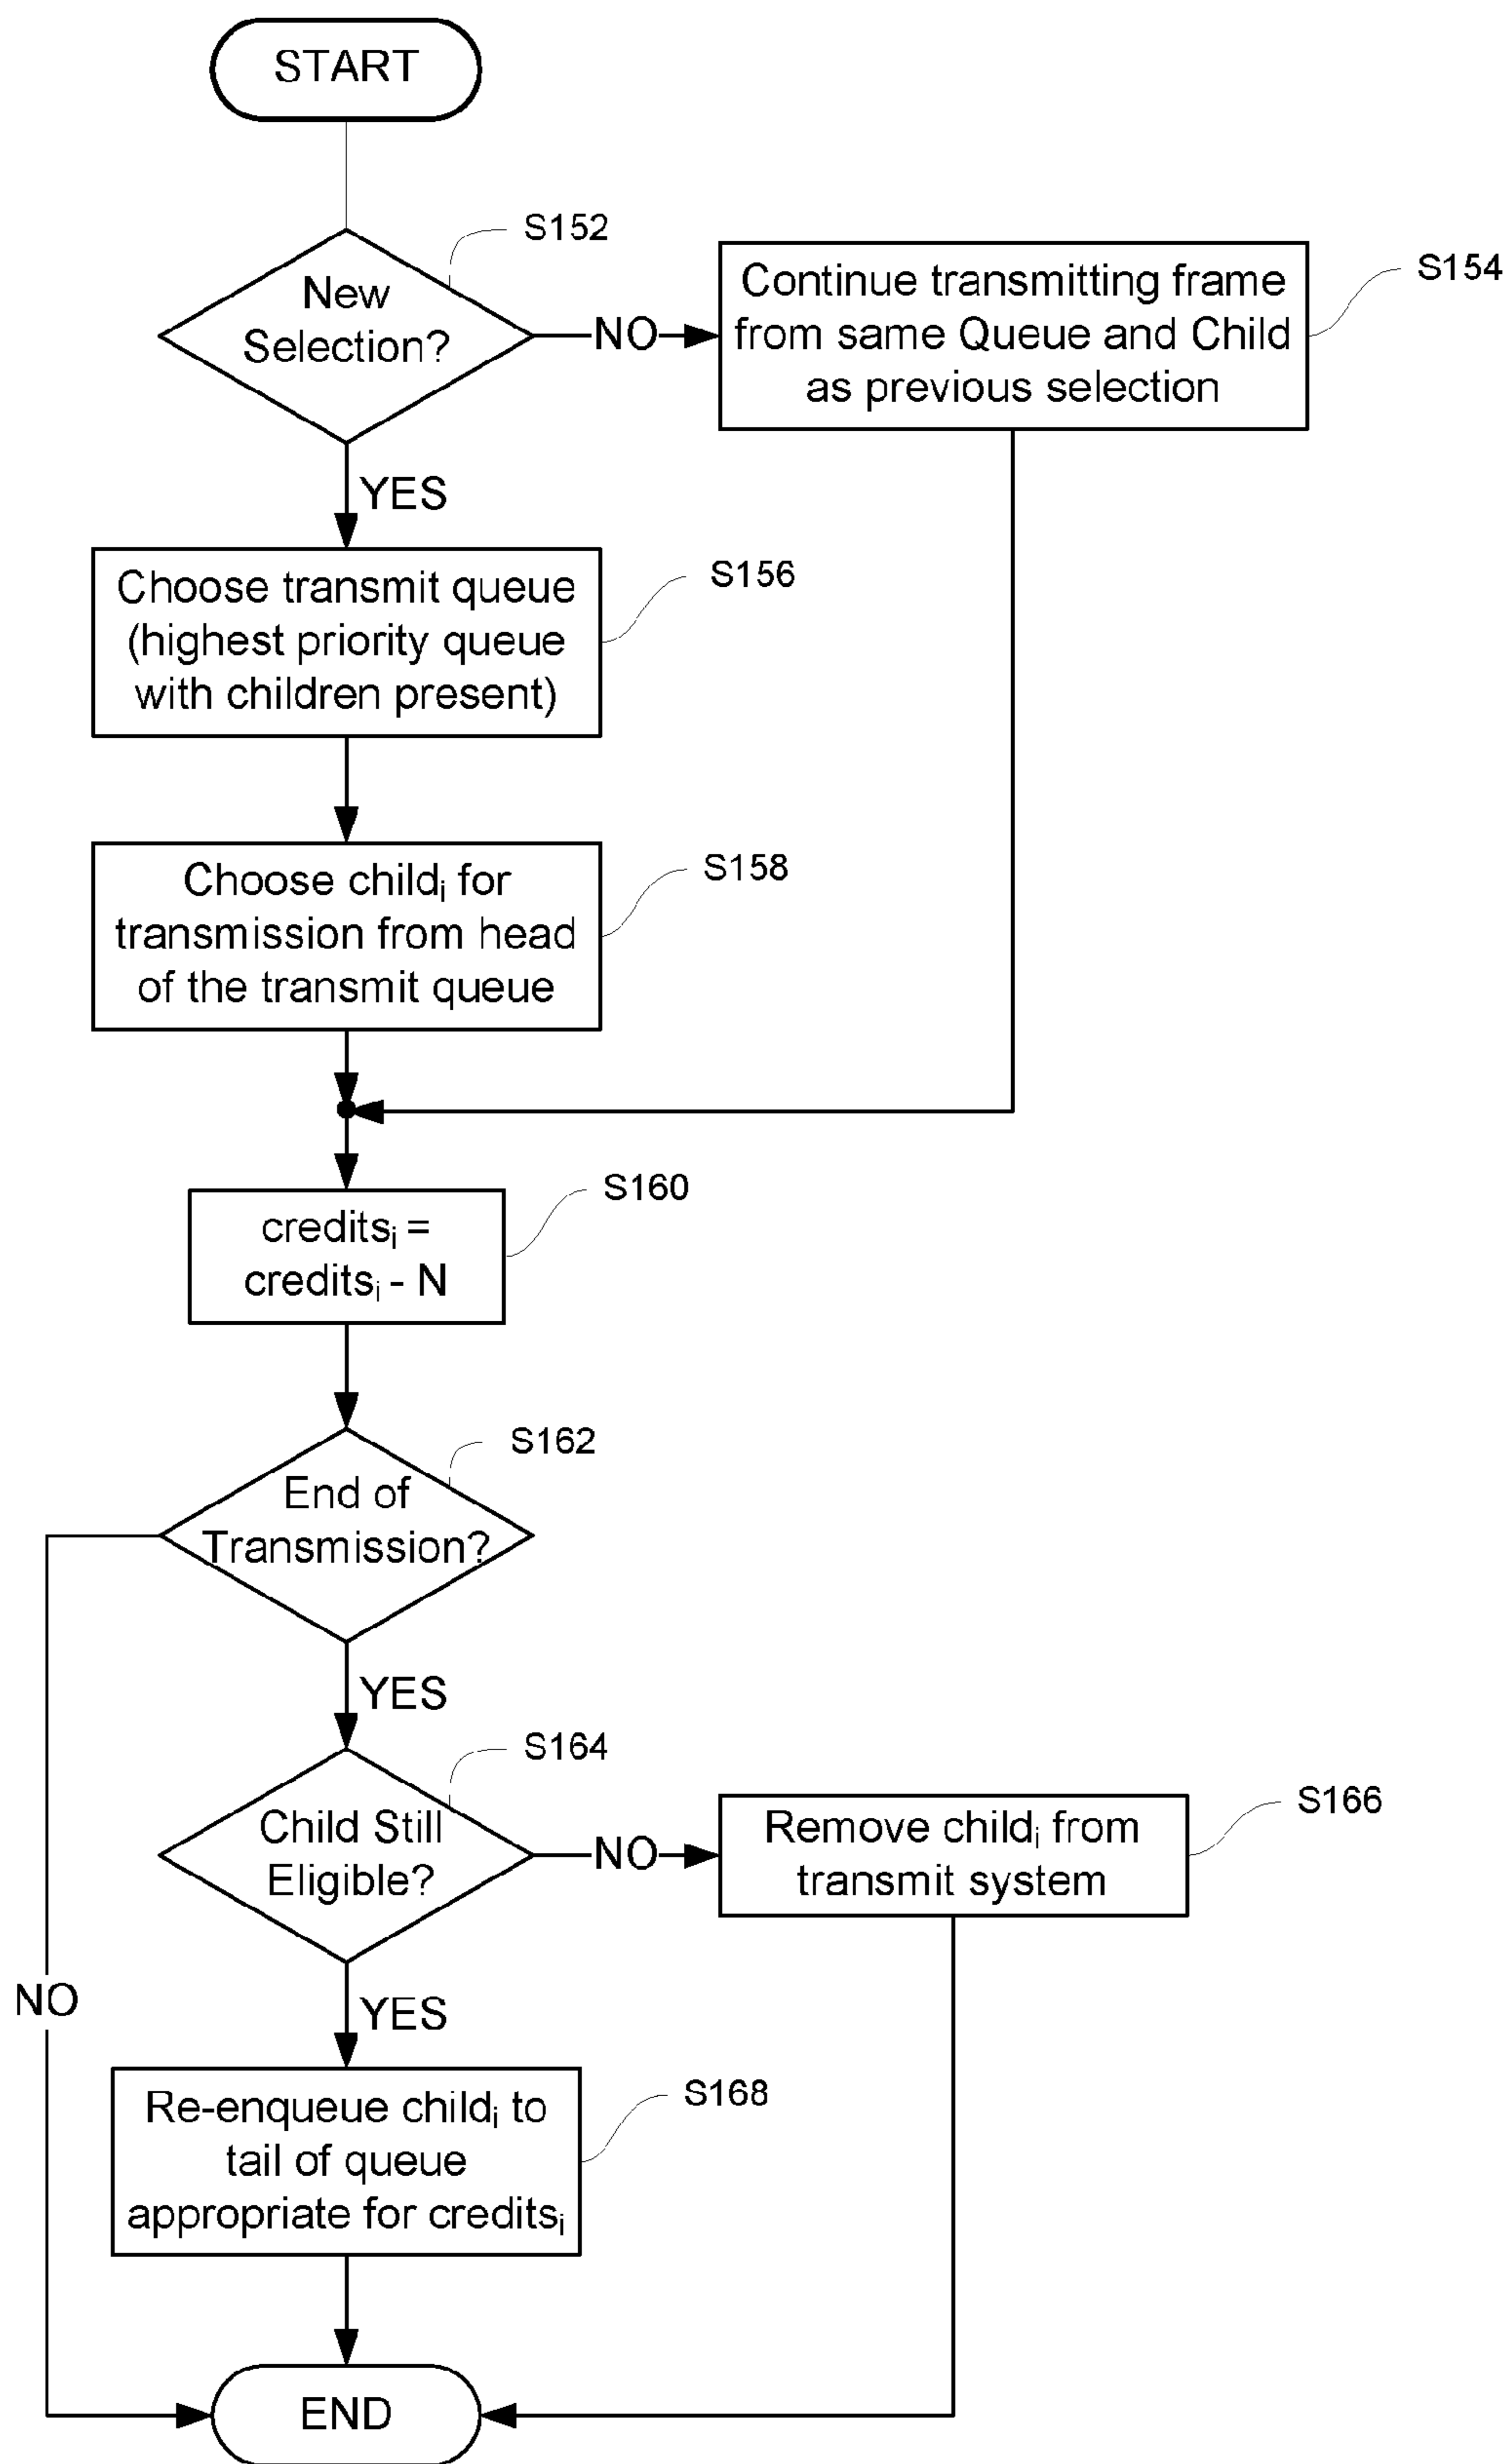 START
S152
New
Selection?
NO
Continue transmitting frame
from same Queue and Child
as previous selection
S154
YES
Choose transmit queue
(highest priority queue
with children present)
S156
Choose childᵢ for
transmission from head
of the transmit queue
S158
creditsᵢ =
creditsᵢ - N
S160
End of
Transmission?
S162
YES
Child Still
Eligible?
S164
NO
Remove childᵢ from
transmit system
S166
NO
YES
Re-enqueue childᵢ to
tail of queue
appropriate for creditsᵢ
S168
END